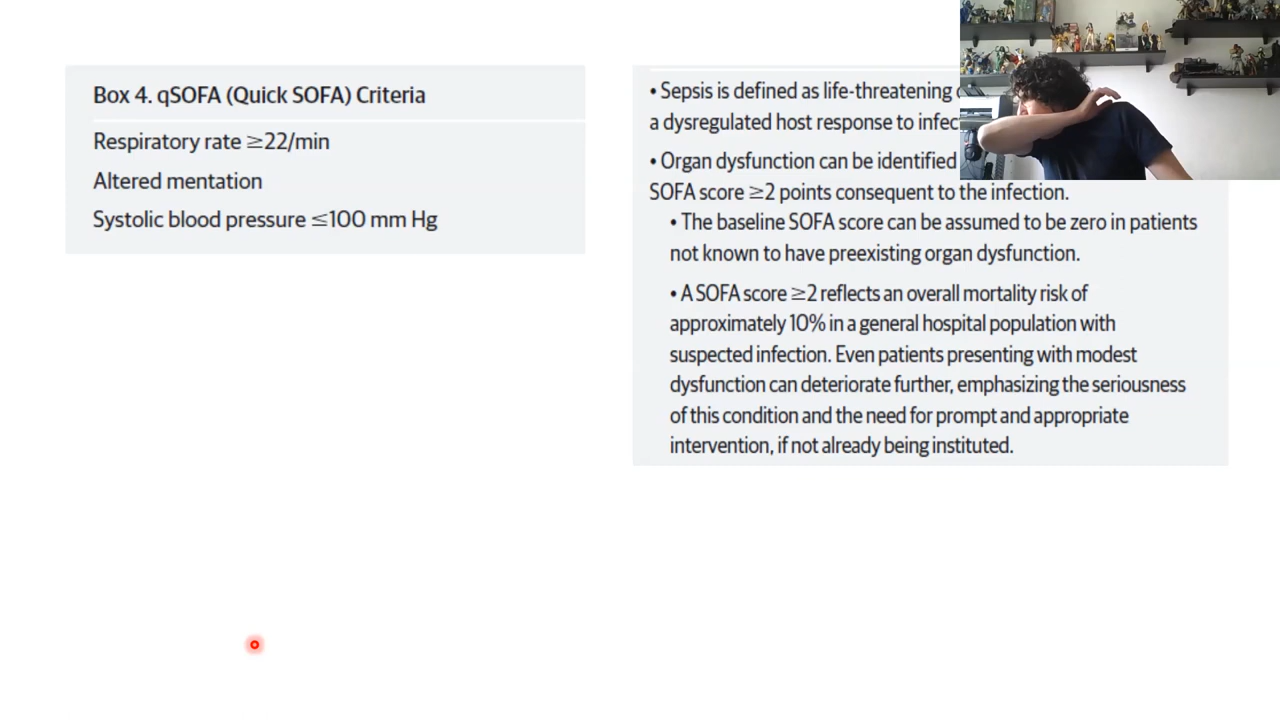 Box 4. qSOFA (Quick SOFA) Criteria
Respiratory rate ≥22/min
Altered mentation
Systolic blood pressure ≤100 mm Hg
• Sepsis is defined as life-threatening
a dysregulated host response to
• Organ dysfunction can be identified
SOFA score ≥2 points consequent to the infection.
• The baseline SOFA score can be assumed to be zero in patients
not known to have preexisting organ dysfunction.
• A SOFA score ≥2 reflects an overall mortality risk of
approximately 10% in a general hospital population with
suspected infection. Even patients presenting with modest
dysfunction can deteriorate further, emphasizing the seriousness
of this condition and the need for prompt and appropriate
intervention, if not already being instituted.